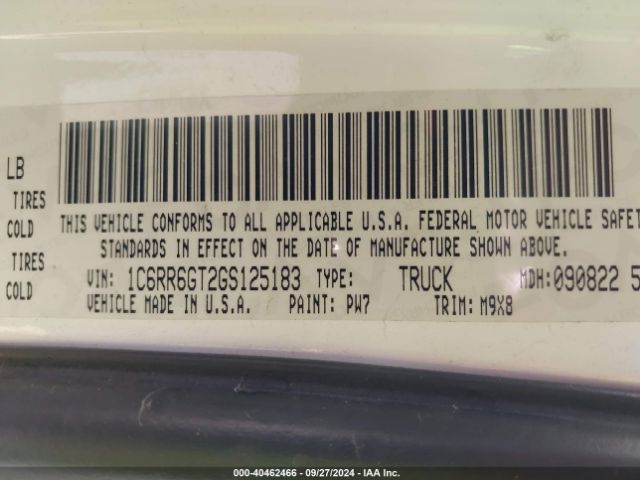 LB
TIRES
COLD
TIRES
COLD
THIS VEHICLE CONFORMS TO ALL APPLICABLE U.S.A. FEDERAL MOTOR VEHICLE SAFET
STANDARDS IN EFFECT ON THE DATE OF MANUFACTURE SHOWN ABOVE.
VIN: 1C6RR6GT2GS125183 TYPE: TRUCK MDH:090822 5
VEHICLE MADE IN U.S.A. PAINT: PW7 TRIM: M9X8
000-40462466 - 09/27/2024 - IAA Inc.